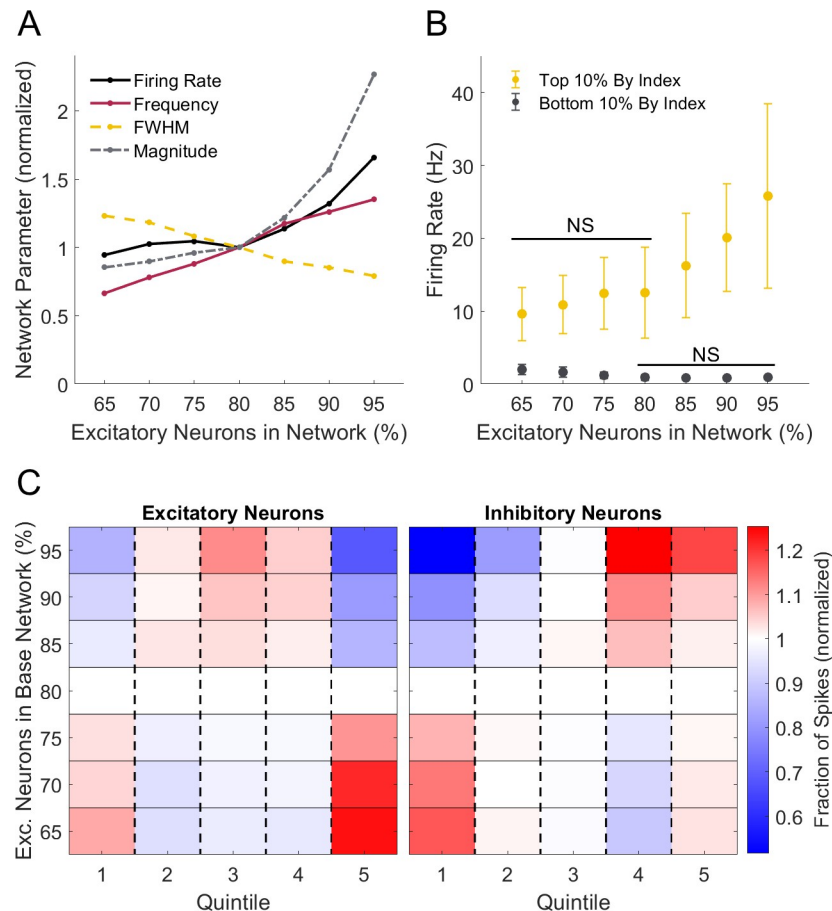 A
Network Parameter (normalized)
2
1.5
1
0.5
0
Firing Rate
Frequency
FWHM
Magnitude
65 70 75 80 85 90 95
Excitatory Neurons in Network (%)
B
Firing Rate (Hz)
40
30
20
10
0
Top 10% By Index
Bottom 10% By Index
NS
NS
65 70 75 80 85 90 95
Excitatory Neurons in Network (%)
C
Excitatory Neurons
Inhibitory Neurons
Exc. Neurons in Base Network (%)
95
90
85
80
75
70
65
1 2 3 4 5
Quintile
1 2 3 4 5
Quintile
1.2
1.1
1
0.9
0.8
0.7
0.6
Fraction of Spikes (normalized)